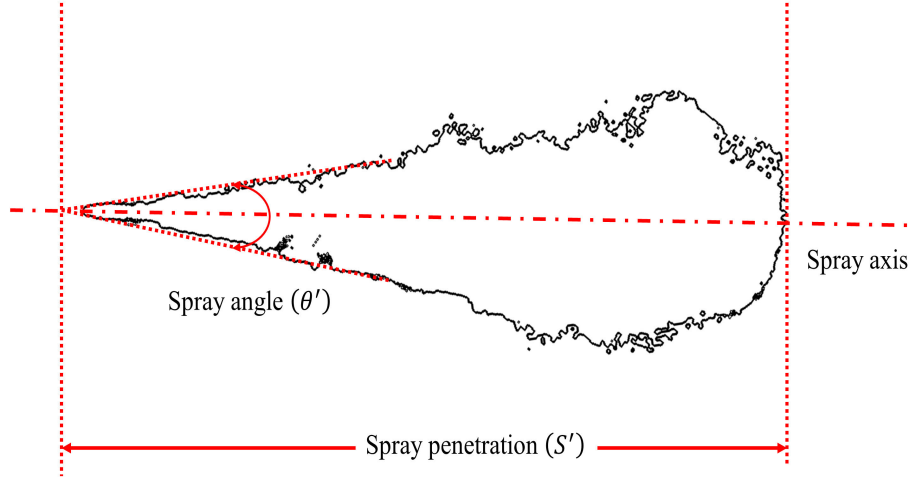 Spray axis
Spray angle (θ′)
Spray penetration (S′)